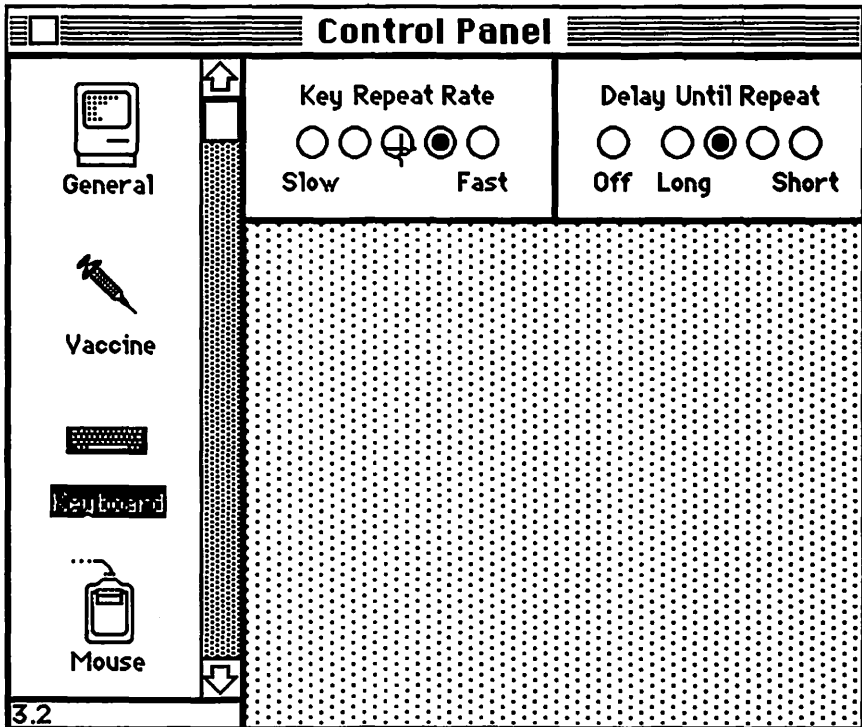 Control Panel
General
Vaccine
Keyboard
Mouse
3.2
Key Repeat Rate
Slow Fast
Delay Until Repeat
Off Long Short